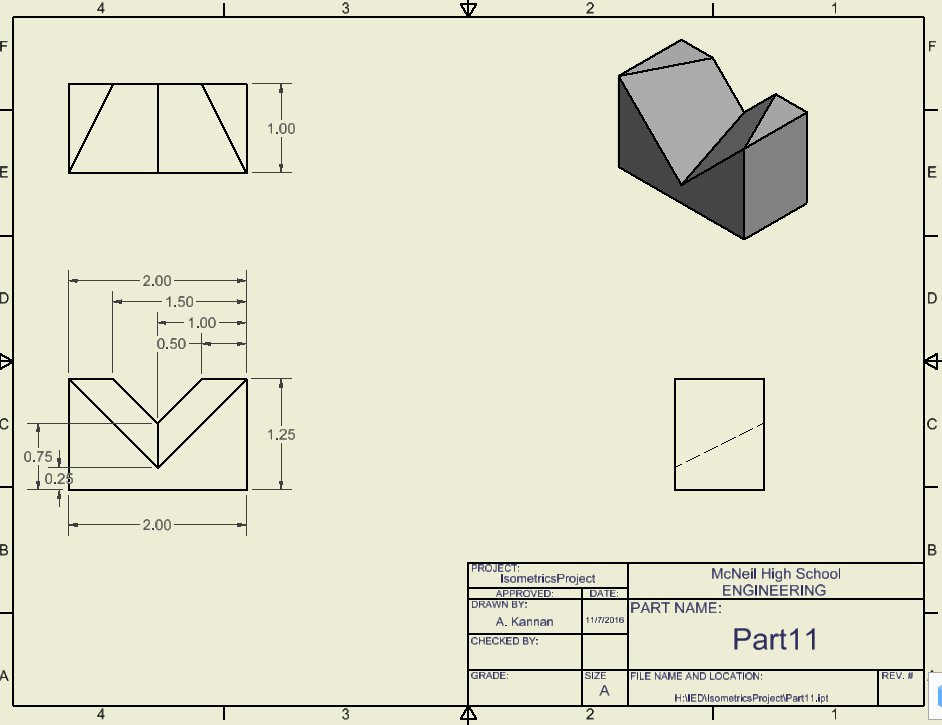 4 3 2 1
F F
1.00
E E
2.00
D D
1.50
1.00
0.50
C C
1.25
0.75
0.25
2.00
B B
PROJECT:
IsometricsProject
McNeil High School
ENGINEERING
APPROVED: DATE:
DRAWN BY:
A. Kannan
11/7/2016
PART NAME:
Part11
CHECKED BY:
GRADE:
SIZE
A
FILE NAME AND LOCATION:
H:\IED\IsometricsProject\Part11.ipt
REV. #
A A
4 3 2 1